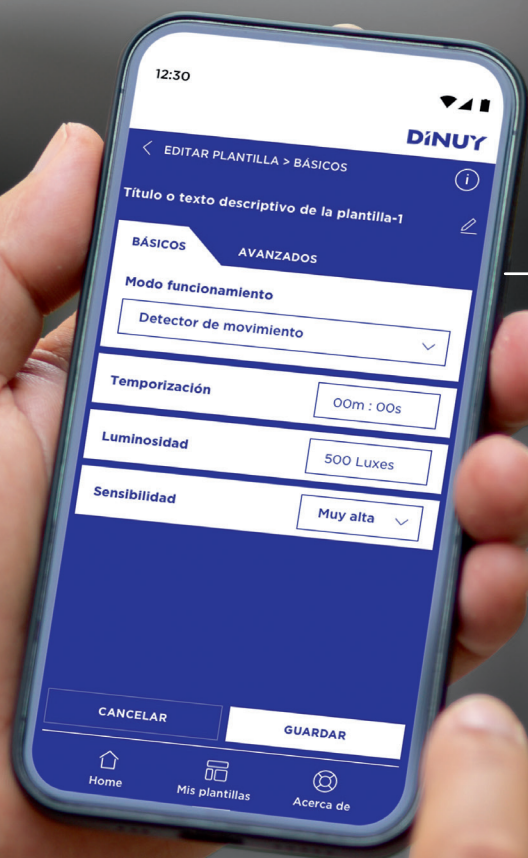 12:30
DíNUY
EDITAR PLANTILLA > BÁSICOS
Título o texto descriptivo de la plantilla-1
BÁSICOS
AVANZADOS
Modo funcionamiento
Detector de movimiento
Temporización
00m : 00s
Luminosidad
500 Luxes
Sensibilidad
Muy alta
CANCELAR
GUARDAR
Home
Mis plantillas
Acerca de